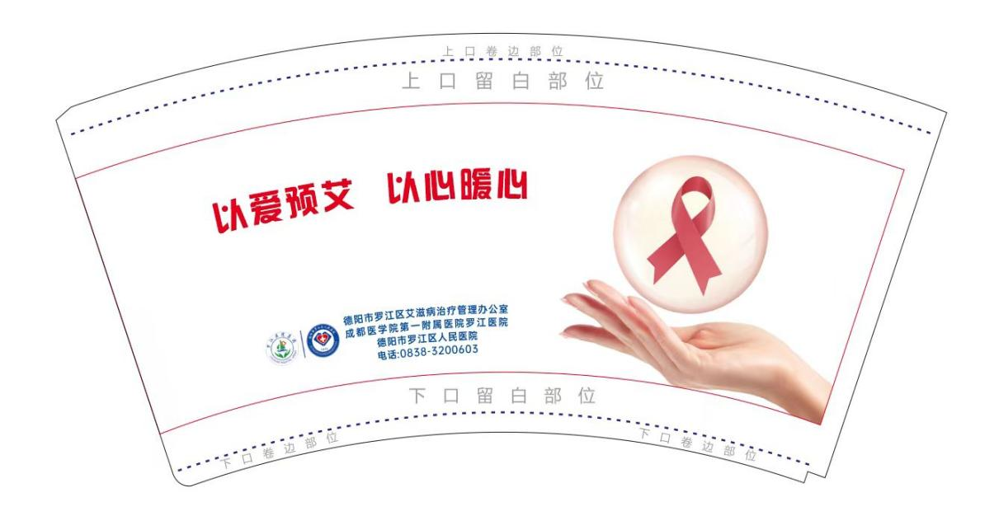 上口卷边部位
上口留白部位
以爱预艾 以心暖心
德阳市罗江区艾滋病治疗管理办公室
成都医学院第一附属医院罗江医院
德阳市罗江区人民医院
电话:0838-3200603
下口留白部位
下口卷边部位
下口卷边部位